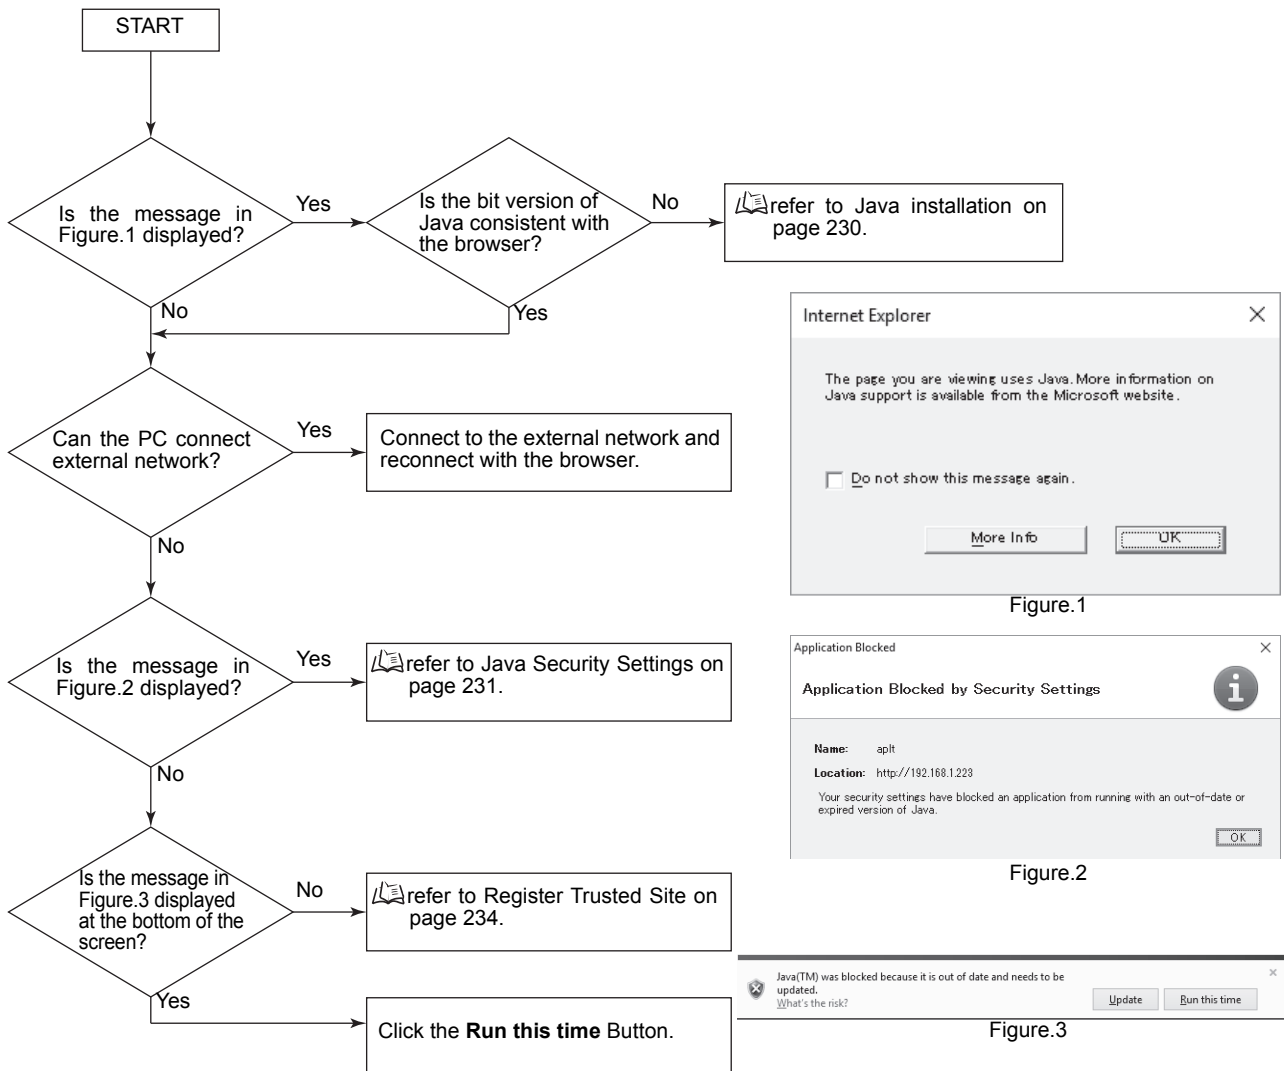 START
Is the message in
Figure.1 displayed?
Yes
No
Is the bit version of
Java consistent with
the browser?
No
Yes
refer to Java installation on
page 230.
Can the PC connect
external network?
Yes
No
Connect to the external network and
reconnect with the browser.
Is the message in
Figure.2 displayed?
Yes
No
refer to Java Security Settings on
page 231.
Is the message in
Figure.3 displayed
at the bottom of the
screen?
No
Yes
refer to Register Trusted Site on
page 234.
Click the Run this time Button.
Internet Explorer
The page you are viewing uses Java. More information on
Java support is available from the Microsoft website.
Do not show this message again.
More Info
OK
Figure.1
Application Blocked
Application Blocked by Security Settings
Name: aplt
Location: http://192.168.1.223
Your security settings have blocked an application from running with an out-of-date or
expired version of Java.
OK
Figure.2
Java(TM) was blocked because it is out of date and needs to be
updated.
What's the risk?
Update
Run this time
Figure.3